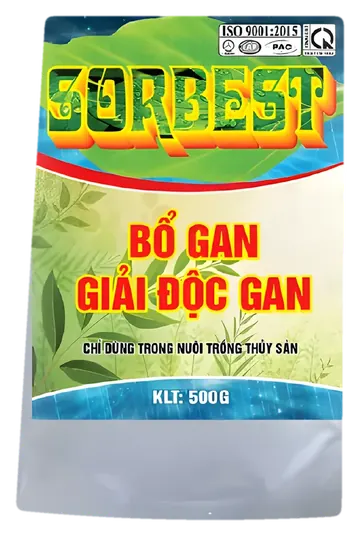 ISO 9001:2015
PAC
SORBEST
BỔ GAN
GIẢI ĐỘC GAN
CHỈ DÙNG TRONG NUÔI TRỒNG THỦY SẢN
KLT: 500G